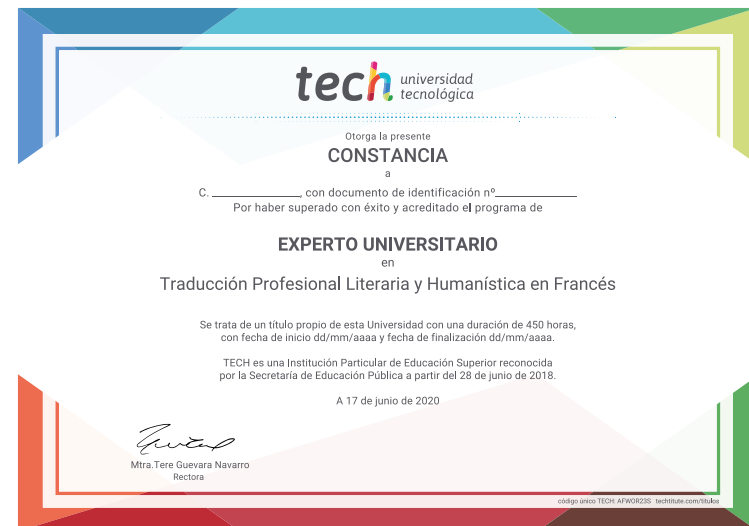 tech universidad
tecnológica
Otorga la presente
CONSTANCIA
a
C. ________________, con documento de identificación nº______________
Por haber superado con éxito y acreditado el programa de
EXPERTO UNIVERSITARIO
en
Traducción Profesional Literaria y Humanística en Francés
Se trata de un título propio de esta Universidad con una duración de 450 horas,
con fecha de inicio dd/mm/aaaa y fecha de finalización dd/mm/aaaa.
TECH es una Institución Particular de Educación Superior reconocida
por la Secretaría de Educación Pública a partir del 28 de junio de 2018.
A 17 de junio de 2020
Mtra.Tere Guevara Navarro
Rectora
código único TECH: AFWOR23S techtitute.com/titulos